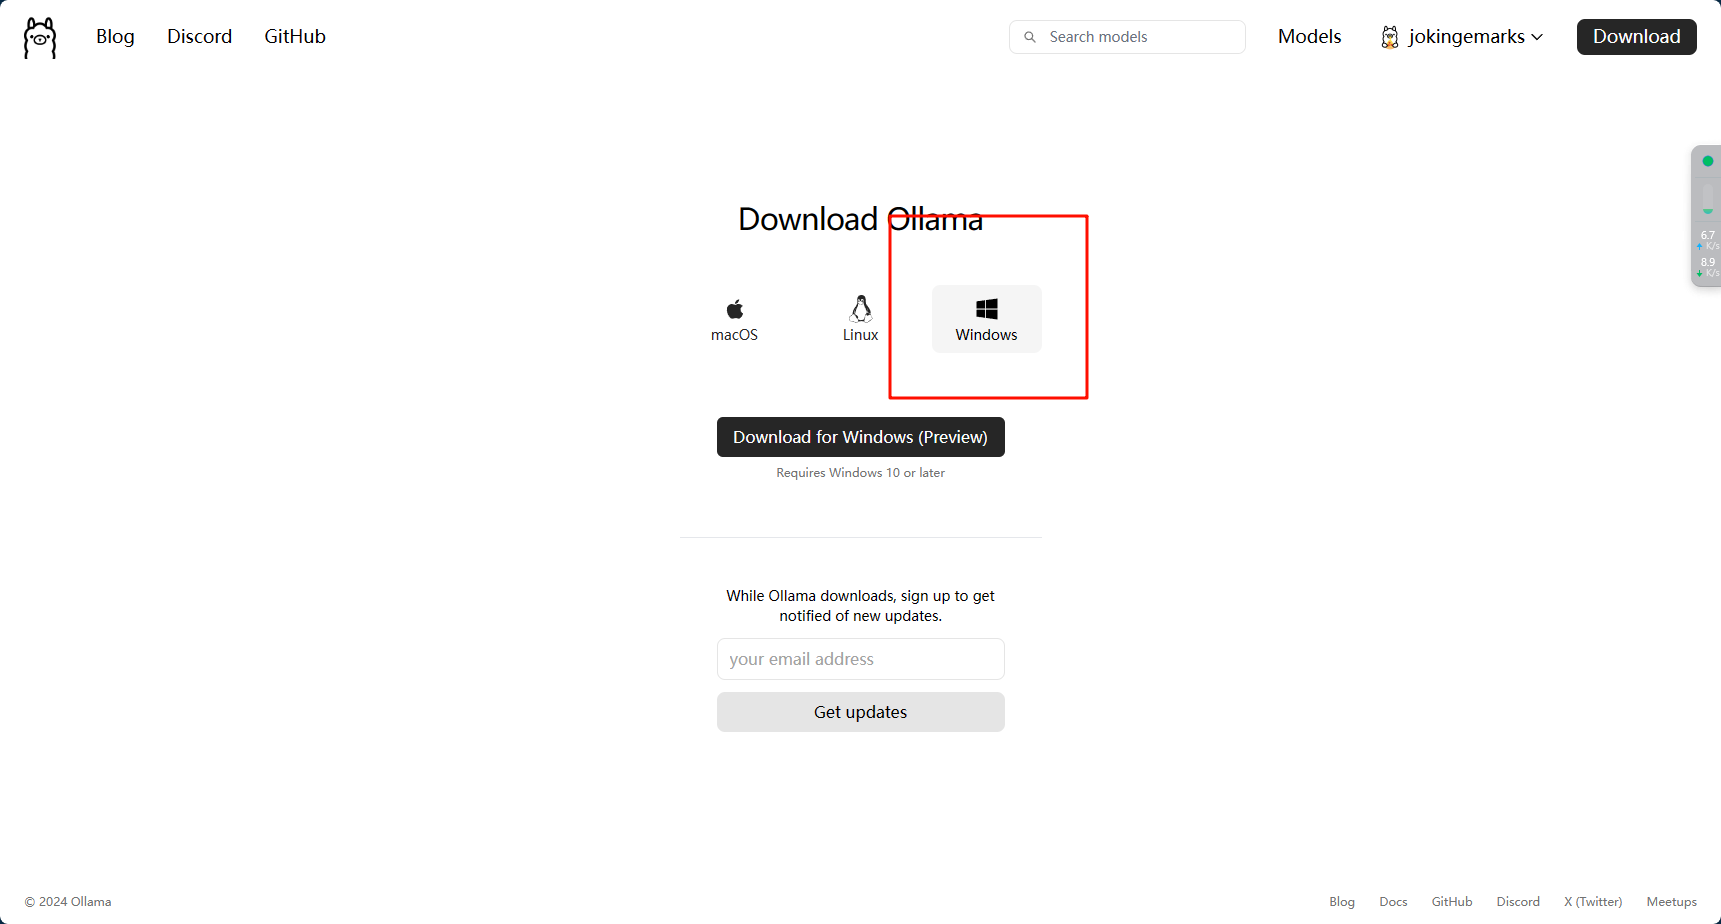 Blog Discord GitHub Search models Models jokingemarks Download
6.7
K/s
8.9
K/s
Download Ollama
macOS Linux Windows
Download for Windows (Preview)
Requires Windows 10 or later
While Ollama downloads, sign up to get
notified of new updates.
your email address
Get updates
© 2024 Ollama Blog Docs GitHub Discord X (Twitter) Meetups